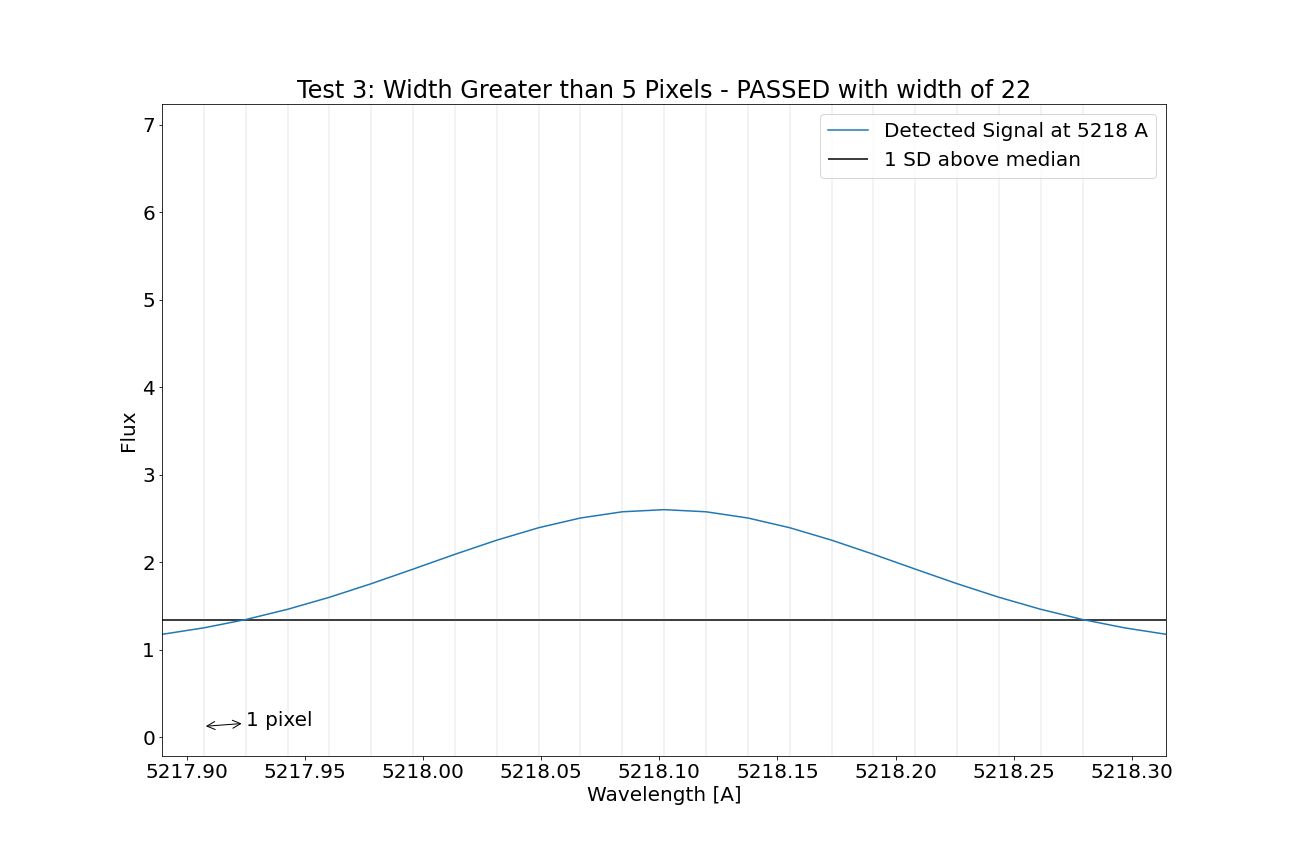 Test 3: Width Greater than 5 Pixels - PASSED with width of 22
Detected Signal at 5218 A
1 SD above median
7
6
5
4
3
2
1
0
Flux
1 pixel
5217.90 5217.95 5218.00 5218.05 5218.10 5218.15 5218.20 5218.25 5218.30
Wavelength [A]